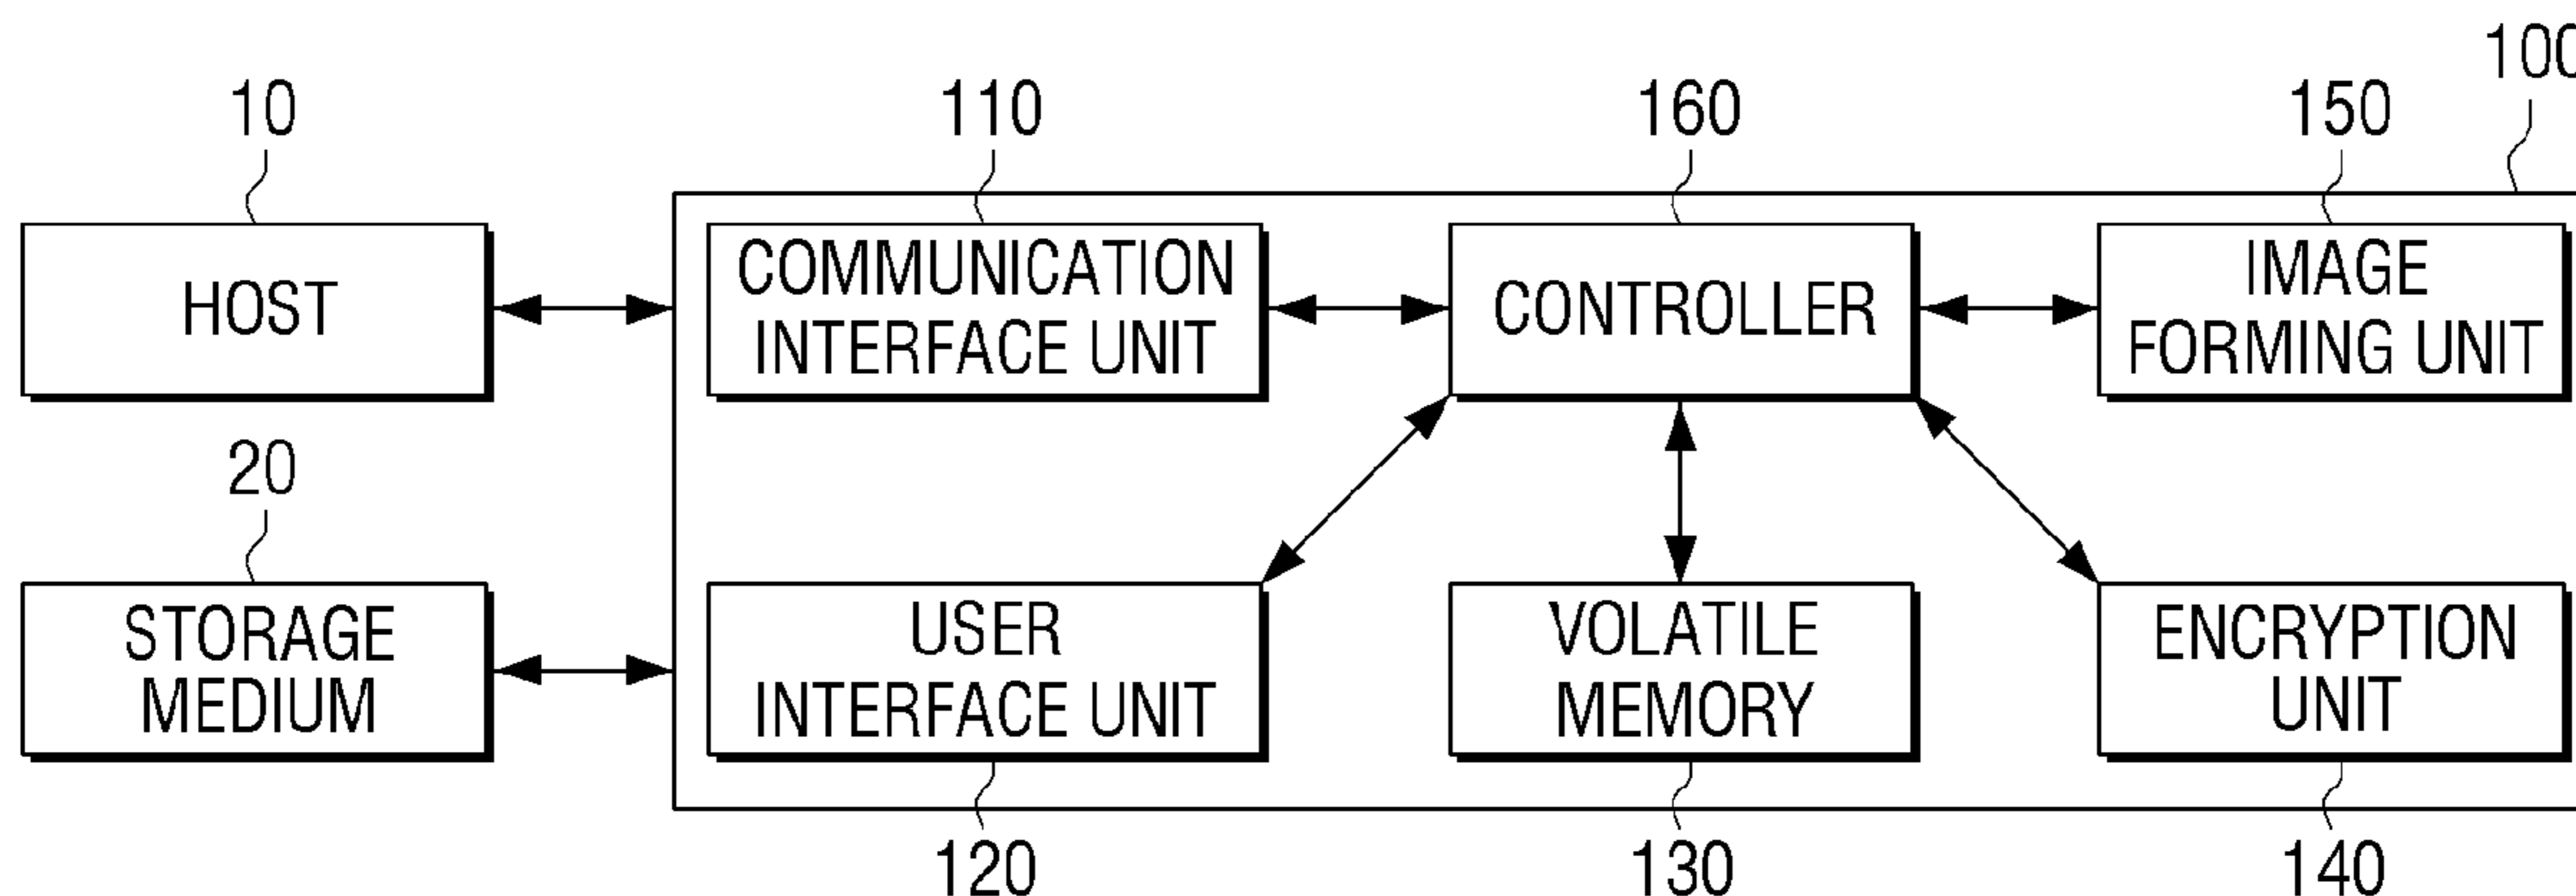 100
10
110
160
150
HOST
COMMUNICATION
INTERFACE UNIT
CONTROLLER
IMAGE
FORMING UNIT
20
STORAGE
MEDIUM
USER
INTERFACE UNIT
VOLATILE
MEMORY
ENCRYPTION
UNIT
120
130
140